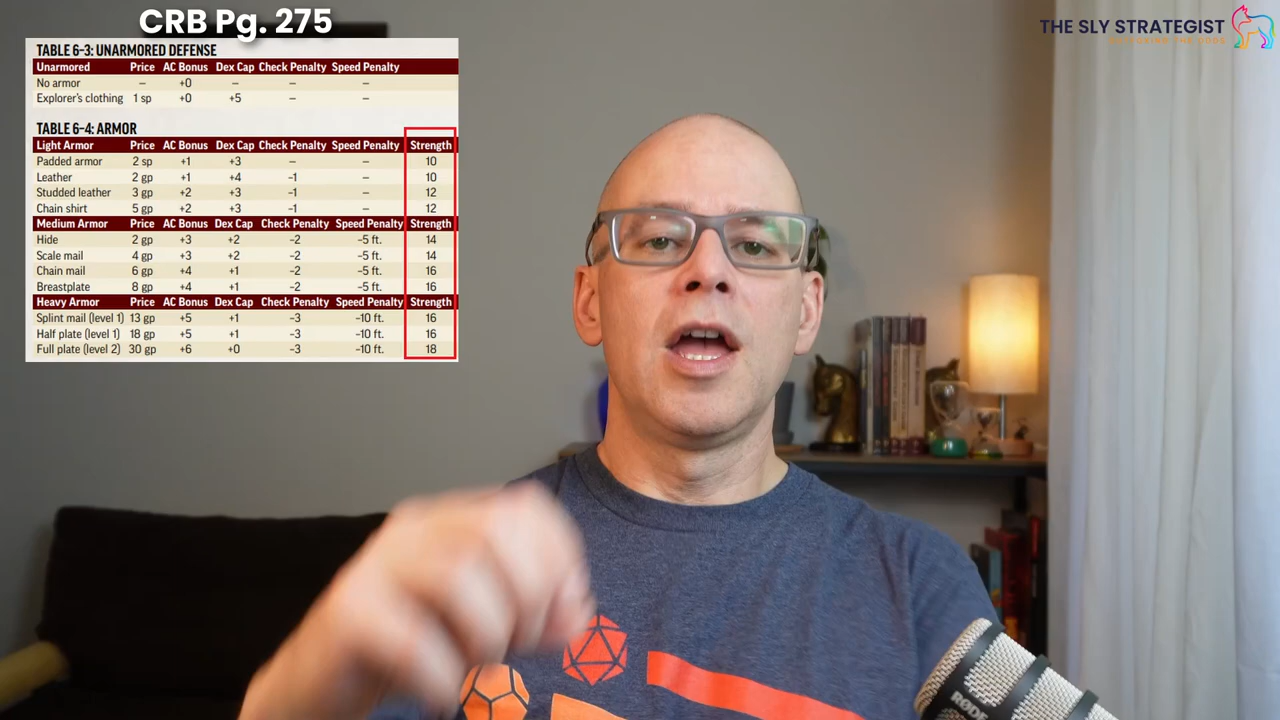 CRB Pg. 275
THE SLY STRATEGIST
TABLE 6-3: UNARMORED DEFENSE
Unarmored Price AC Bonus Dex Cap Check Penalty Speed Penalty
No armor — +0 — — —
Explorer's clothing 1 sp +0 +5 — —
TABLE 6-4: ARMOR
Light Armor Price AC Bonus Dex Cap Check Penalty Speed Penalty Strength
Padded armor 2 sp +1 +3 — — 10
Leather 2 gp +1 +4 –1 — 10
Studded leather 3 gp +2 +3 –1 — 12
Chain shirt 5 gp +2 +3 –1 — 12
Medium Armor Price AC Bonus Dex Cap Check Penalty Speed Penalty Strength
Hide 2 gp +3 +2 –2 –5 ft. 14
Scale mail 4 gp +3 +2 –2 –5 ft. 14
Chain mail 6 gp +4 +1 –2 –5 ft. 16
Breastplate 8 gp +4 +1 –2 –5 ft. 16
Heavy Armor Price AC Bonus Dex Cap Check Penalty Speed Penalty Strength
Splint mail (level 1) 13 gp +5 +1 –3 –10 ft. 16
Half plate (level 1) 18 gp +5 +1 –3 –10 ft. 16
Full plate (level 2) 30 gp +6 +0 –3 –10 ft. 18
RØDE